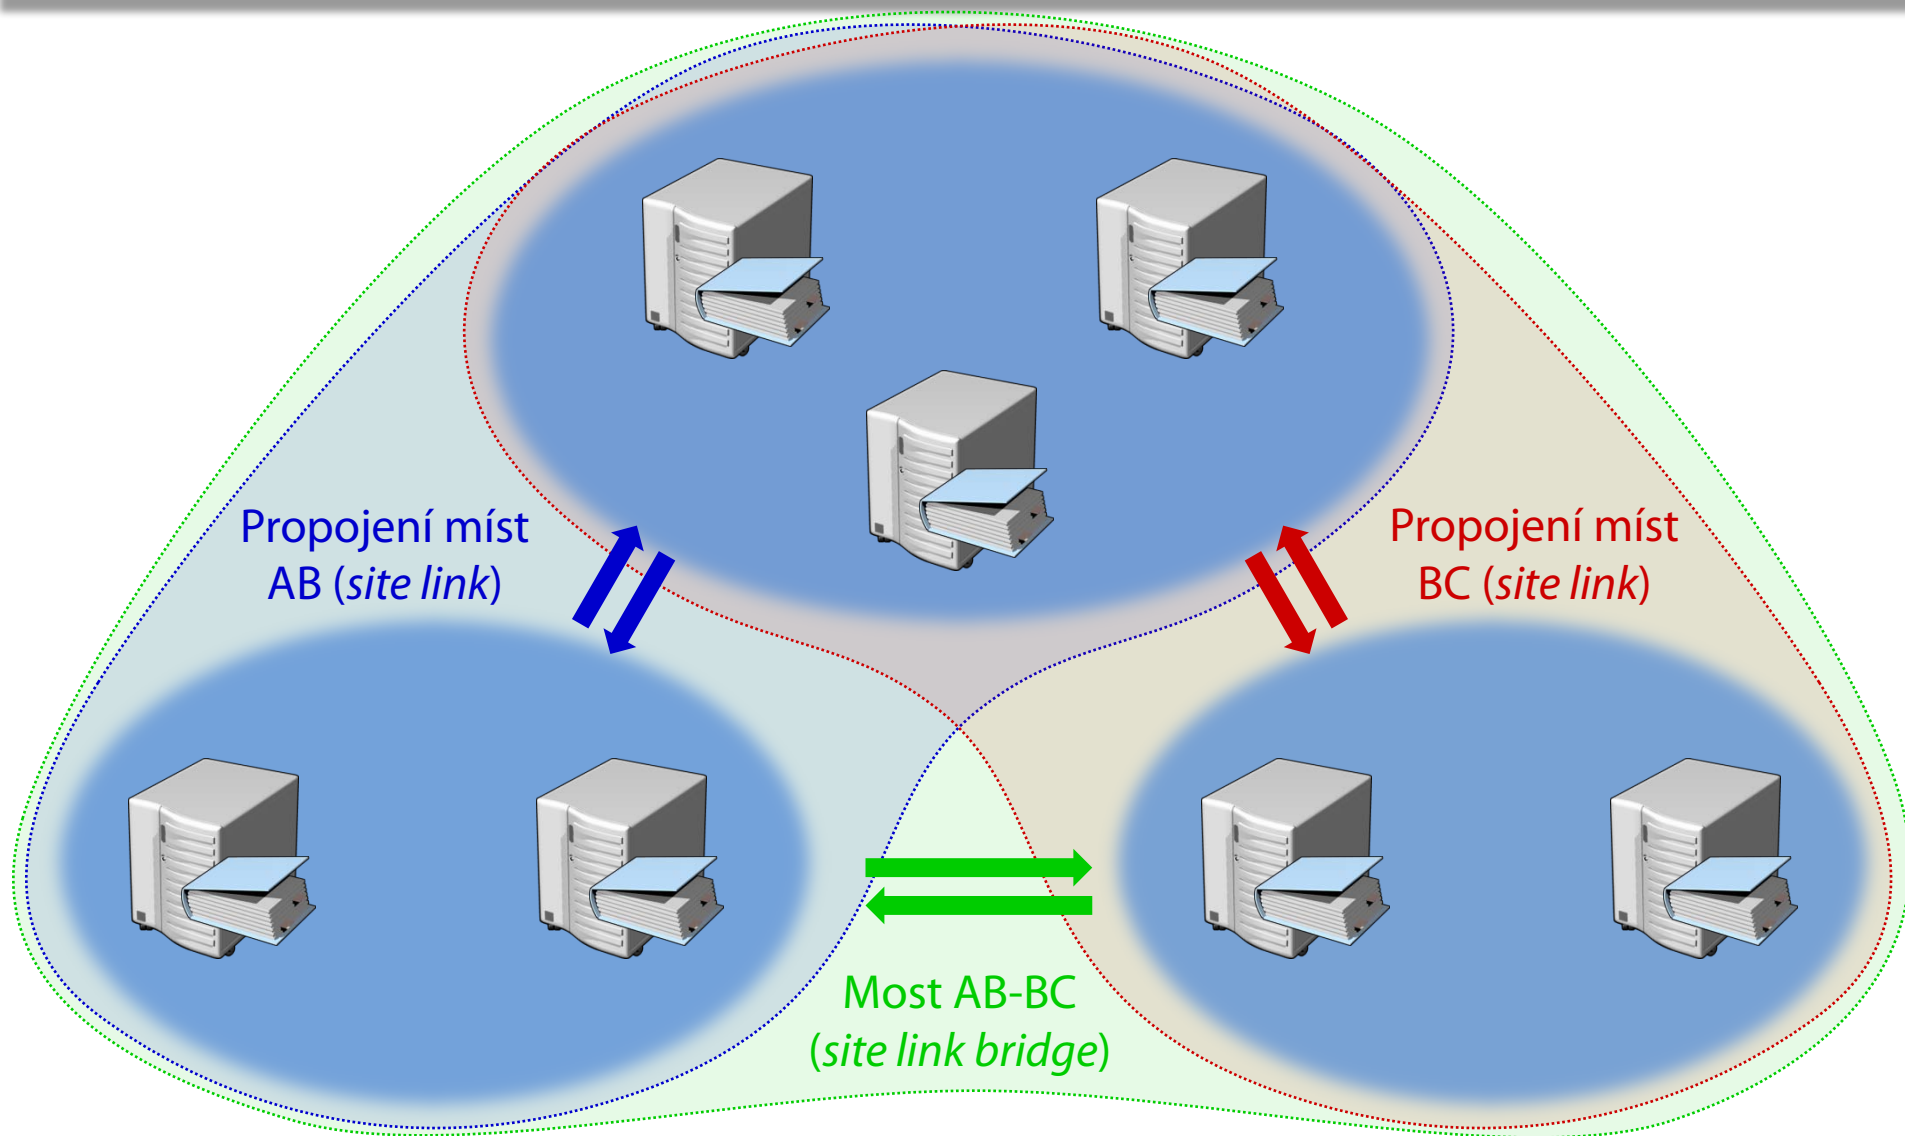 Propojení míst
AB (site link)
Propojení míst
BC (site link)
Most AB-BC
(site link bridge)